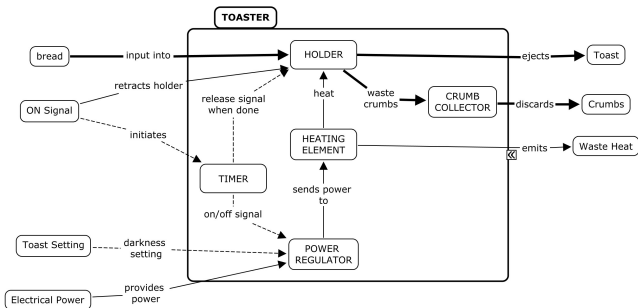 TOASTER
bread
input into
HOLDER
ejects
Toast
retracts holder
release signal
when done
heat
waste
crumbs
CRUMB
COLLECTOR
discards
Crumbs
ON Signal
initiates
HEATING
ELEMENT
emits
Waste Heat
TIMER
sends power
to
on/off signal
Toast Setting
darkness
setting
POWER
REGULATOR
Electrical Power
provides
power